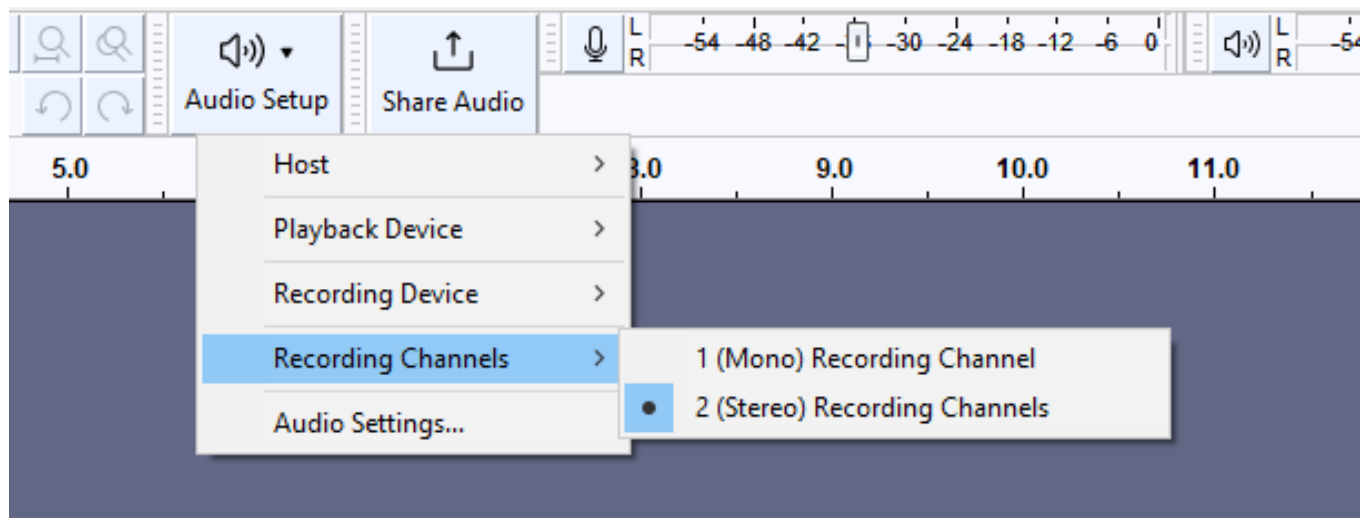 L
R
-54 -48 -42 -30 -24 -18 -12 -6 0
L
R
-54
Audio Setup
Share Audio
5.0 9.0 10.0 11.0
Host
Playback Device
Recording Device
Recording Channels
1 (Mono) Recording Channel
2 (Stereo) Recording Channels
Audio Settings...